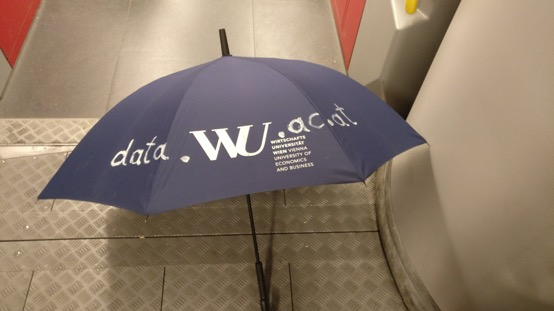 data.WU.ac.at
WIRTSCHAFTS
UNIVERSITÄT
WIEN VIENNA
UNIVERSITY OF
ECONOMICS
AND BUSINESS